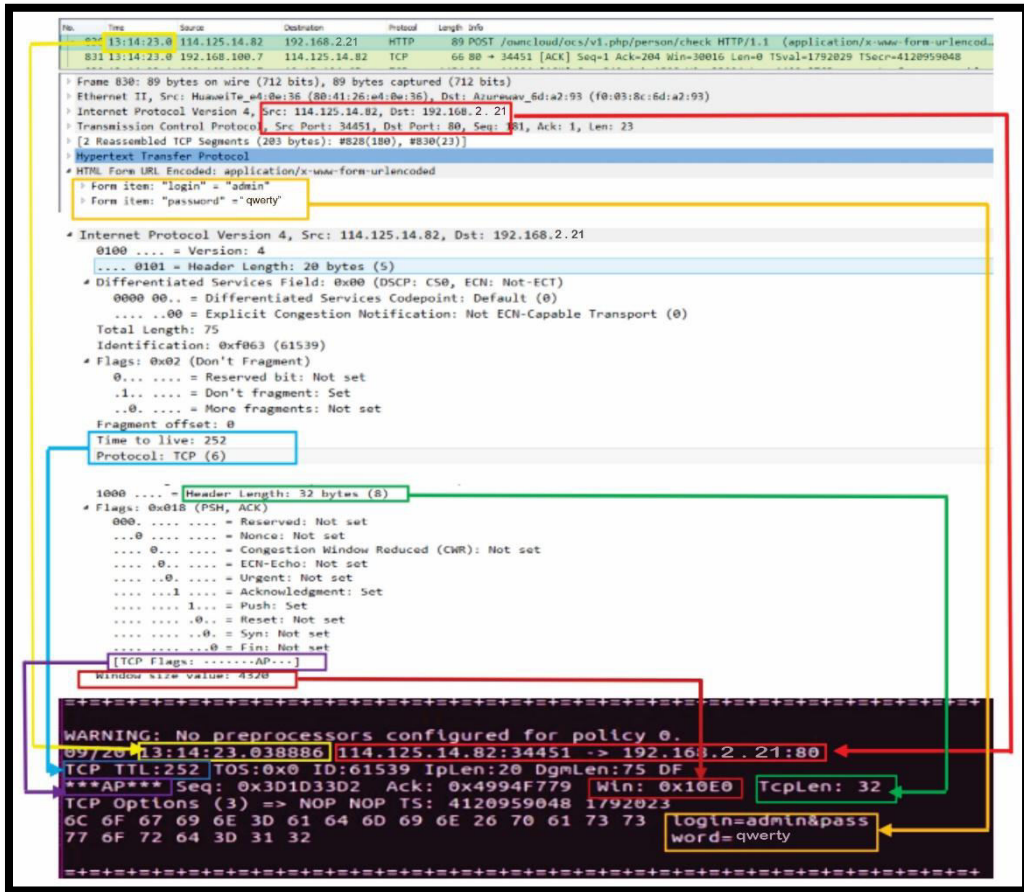 No. Time Source Destination Protocol Length Info
830 13:14:23.0 114.125.14.82 192.168.2.21 HTTP 89 POST /owncloud/ocs/v1.php/person/check HTTP/1.1 (application/x-www-form-urlencod…
831 13:14:23.0 192.168.100.7 114.125.14.82 TCP 66 80 → 34451 [ACK] Seq=1 Ack=204 Win=30016 Len=0 TSval=1792029 TSecr=4120959048
Frame 830: 89 bytes on wire (712 bits), 89 bytes captured (712 bits)
Ethernet II, Src: HuaweiTe_e4:0e:36 (80:41:26:e4:0e:36), Dst: Azurewav_6d:a2:93 (f0:03:8c:6d:a2:93)
Internet Protocol Version 4, Src: 114.125.14.82, Dst: 192.168.2.21
Transmission Control Protocol, Src Port: 34451, Dst Port: 80, Seq: 181, Ack: 1, Len: 23
[2 Reassembled TCP Segments (203 bytes): #828(180), #830(23)]
Hypertext Transfer Protocol
HTML Form URL Encoded: application/x-www-form-urlencoded
Form item: "login" = "admin"
Form item: "password" =" qwerty"
Internet Protocol Version 4, Src: 114.125.14.82, Dst: 192.168.2.21
0100 .... = Version: 4
.... 0101 = Header Length: 20 bytes (5)
Differentiated Services Field: 0x00 (DSCP: CS0, ECN: Not-ECT)
0000 00.. = Differentiated Services Codepoint: Default (0)
.... ..00 = Explicit Congestion Notification: Not ECN-Capable Transport (0)
Total Length: 75
Identification: 0xf063 (61539)
Flags: 0x02 (Don't Fragment)
0... .... = Reserved bit: Not set
.1.. .... = Don't fragment: Set
..0. .... = More fragments: Not set
Fragment offset: 0
Time to live: 252
Protocol: TCP (6)
1000 .... = Header Length: 32 bytes (8)
Flags: 0x018 (PSH, ACK)
000. .... .... = Reserved: Not set
...0 .... .... = Nonce: Not set
.... 0... .... = Congestion Window Reduced (CWR): Not set
.... .0.. .... = ECN-Echo: Not set
.... ..0. .... = Urgent: Not set
.... ...1 .... = Acknowledgment: Set
.... .... 1... = Push: Set
.... .... .0.. = Reset: Not set
.... .... ..0. = Syn: Not set
.... .... ...0 = Fin: Not set
[TCP Flags: ·······AP···]
Window size value: 4320
=+=+=+=+=+=+=+=+=+=+=+=+=+=+=+=+=+=+=+=+=+=+=+=+=+=+=+=+=+=+=+=+=+=+=+=+=+
WARNING: No preprocessors configured for policy 0.
09/20-13:14:23.038886 114.125.14.82:34451 -> 192.168.2.21:80
TCP TTL:252 TOS:0x0 ID:61539 IpLen:20 DgmLen:75 DF
***AP*** Seq: 0x3D1D33D2 Ack: 0x4994F779 Win: 0x10E0 TcpLen: 32
TCP Options (3) => NOP NOP TS: 4120959048 1792023
6C 6F 67 69 6E 3D 61 64 6D 69 6E 26 70 61 73 73 login=admin&pass
77 6F 72 64 3D 31 32 word= qwerty
=+=+=+=+=+=+=+=+=+=+=+=+=+=+=+=+=+=+=+=+=+=+=+=+=+=+=+=+=+=+=+=+=+=+=+=+=+